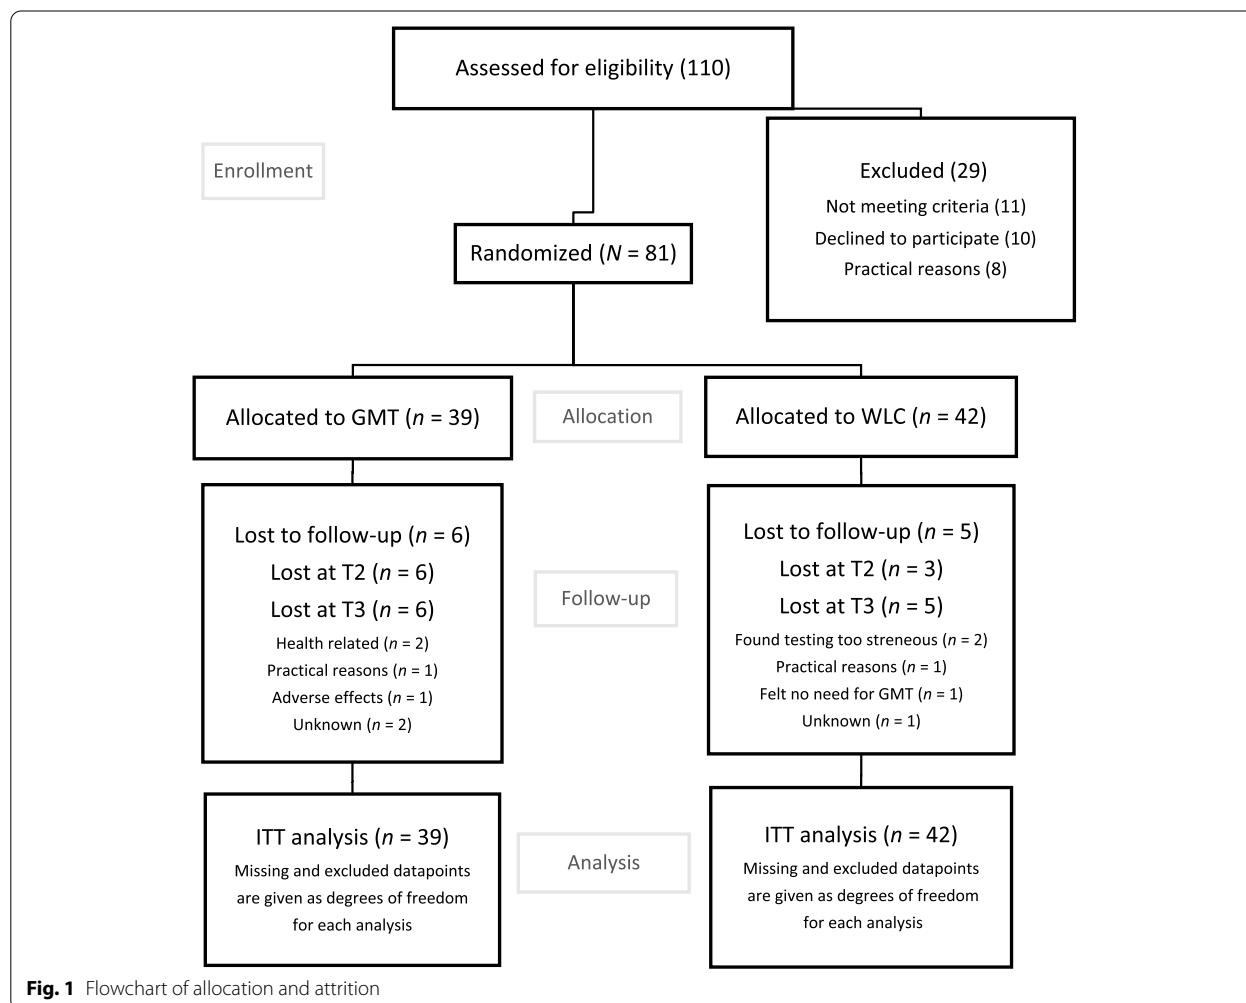 Assessed for eligibility (110)
Enrollment
Excluded (29)
Not meeting criteria (11)
Declined to participate (10)
Practical reasons (8)
Randomized (N = 81)
Allocated to GMT (n = 39)
Allocation
Allocated to WLC (n = 42)
Lost to follow-up (n = 6)
Lost at T2 (n = 6)
Lost at T3 (n = 6)
Health related (n = 2)
Practical reasons (n = 1)
Adverse effects (n = 1)
Unknown (n = 2)
Follow-up
Lost to follow-up (n = 5)
Lost at T2 (n = 3)
Lost at T3 (n = 5)
Found testing too streneous (n = 2)
Practical reasons (n = 1)
Felt no need for GMT (n = 1)
Unknown (n = 1)
ITT analysis (n = 39)
Missing and excluded datapoints
are given as degrees of freedom
for each analysis
Analysis
ITT analysis (n = 42)
Missing and excluded datapoints
are given as degrees of freedom
for each analysis
Fig. 1 Flowchart of allocation and attrition